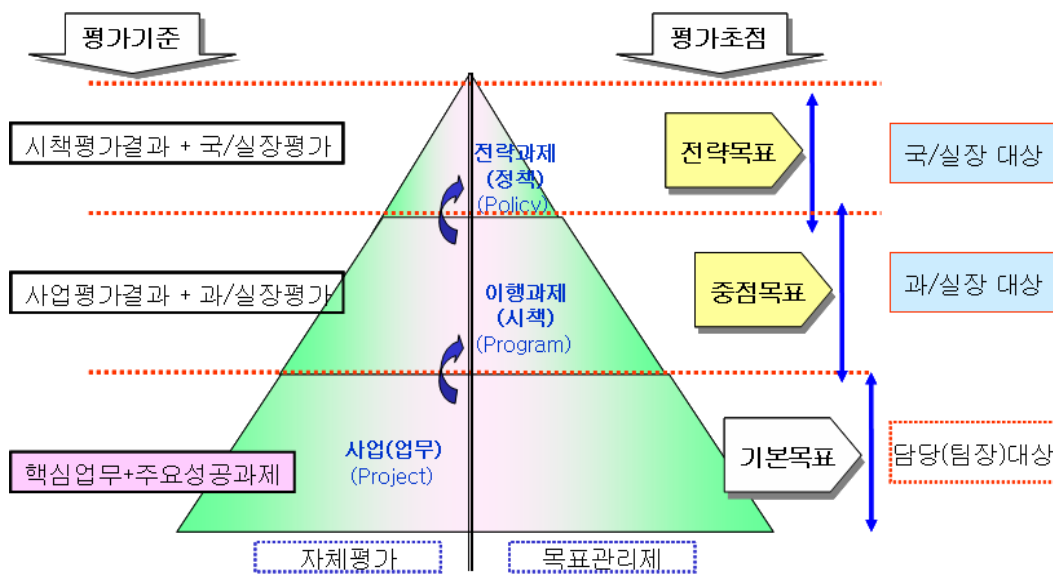 평가기준
평가초점
시책평가결과 + 국/실장평가
전략과제
(정책)
(Policy)
전략목표
국/실장 대상
사업평가결과 + 과/실장평가
이행과제
(시책)
(Program)
중점목표
과/실장 대상
핵심업무+주요성공과제
사업(업무)
(Project)
기본목표
담당(팀장)대상
자체평가
목표관리제